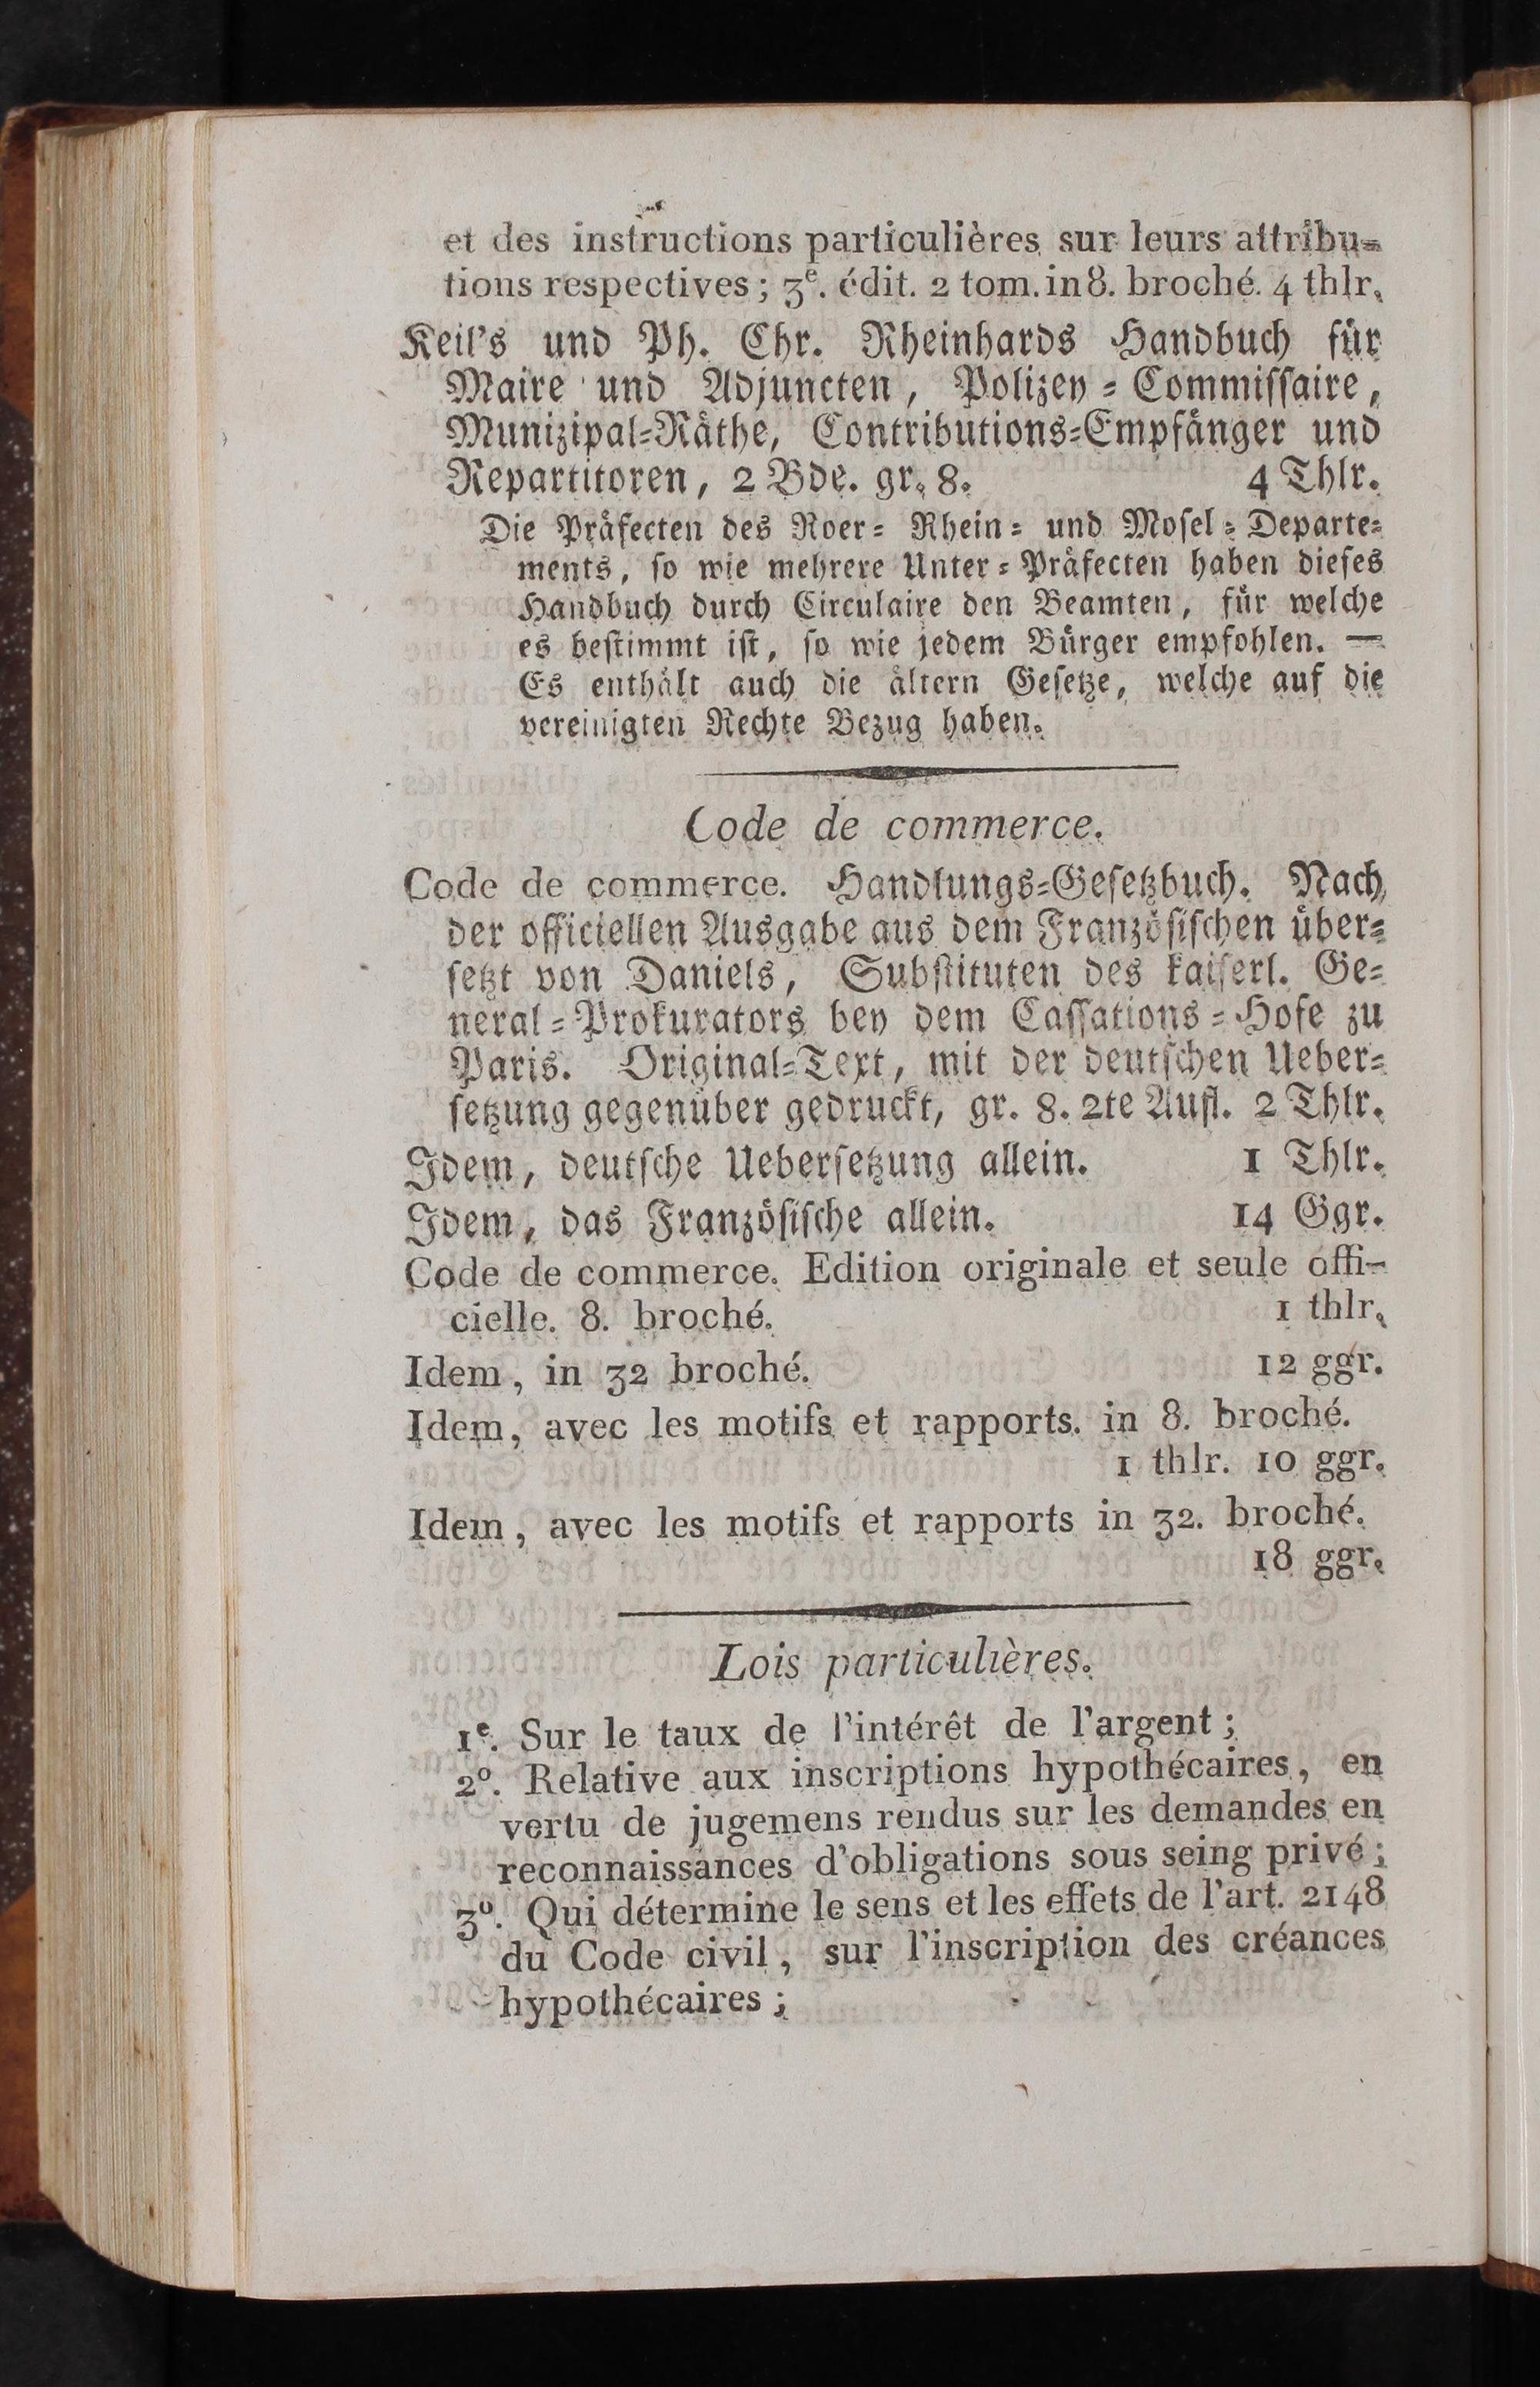 et des instructions particulières sur leurs attribu-
tions respectives; 3e. édit. 2 tom. in 8. broché. 4 thlr.
Keil's und Ph. Chr. Rheinhards Handbuch für
Maire und Adjuncten, Polizey-Commissaire,
Munizipal-Räthe, Contributions-Empfänger und
Repartitoren, 2 Bde. gr. 8. 4 Thlr.
Die Präfecten des Roer- Rhein- und Mosel-Departe-
ments, so wie mehrere Unter-Präfecten haben dieses
Handbuch durch Circulaire den Beamten, für welche
es bestimmt ist, so wie jedem Bürger empfohlen. —
Es enthält auch die ältern Gesetze, welche auf die
vereinigten Rechte Bezug haben.
Code de commerce.
Code de commerce. Handlungs-Gesetzbuch. Nach
der officiellen Ausgabe aus dem Französischen über-
setzt von Daniels, Substituten des kaiserl. Ge-
neral-Prokurators bey dem Cassations-Hofe zu
Paris. Original-Text, mit der deutschen Ueber-
setzung gegenüber gedruckt, gr. 8. 2te Aufl. 2 Thlr.
Idem, deutsche Uebersetzung allein. 1 Thlr.
Idem, das Französische allein. 14 Ggr.
Code de commerce. Edition originale et seule offi-
cielle. 8. broché. 1 thlr.
Idem, in 32 broché. 12 ggr.
Idem, avec les motifs et rapports. in 8. broché.
1 thlr. 10 ggr.
Idem, avec les motifs et rapports in 32. broché.
18 ggr.
Lois particulières.
1e. Sur le taux de l'intérêt de l'argent;
2o. Relative aux inscriptions hypothécaires, en
vertu de jugemens rendus sur les demandes en
reconnaissances d'obligations sous seing privé;
3o. Qui détermine le sens et les effets de l'art. 2148
du Code civil, sur l'inscription des créances
hypothécaires;